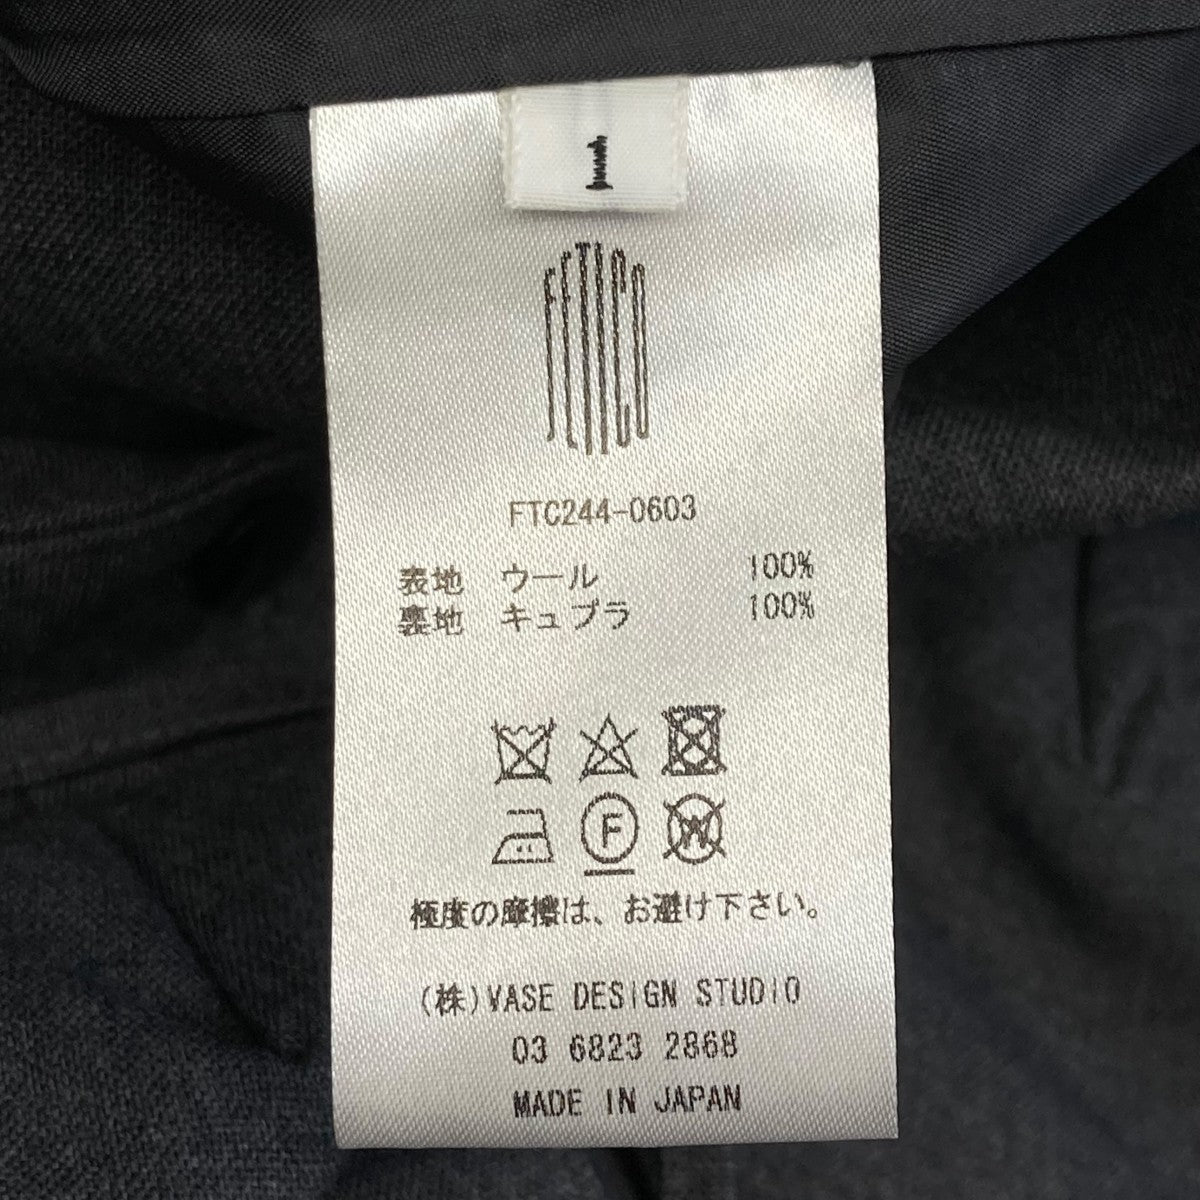 1
FETICO
FTC244-0603
表地 ウール 100%
裏地 キュプラ 100%
F
W
極度の摩擦は、お避け下さい。
(株)VASE DESIGN STUDIO
03 6823 2868
MADE IN JAPAN